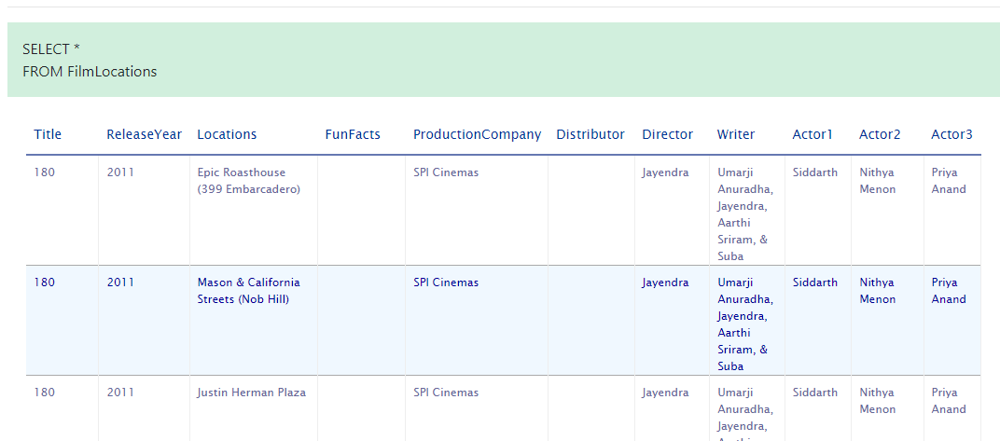 SELECT *
FROM FilmLocations
Title ReleaseYear Locations FunFacts ProductionCompany Distributor Director Writer Actor1 Actor2 Actor3
180 2011 Epic Roasthouse SPI Cinemas Jayendra Umarji Siddarth Nithya Priya
(399 Embarcadero) Anuradha, Menon Anand
Jayendra,
Aarthi
Sriram, &
Suba
180 2011 Mason & California SPI Cinemas Jayendra Umarji Siddarth Nithya Priya
Streets (Nob Hill) Anuradha, Menon Anand
Jayendra,
Aarthi
Sriram, &
Suba
180 2011 Justin Herman Plaza SPI Cinemas Jayendra Umarji Siddarth Nithya Priya
Anuradha, Menon Anand
Jayendra,